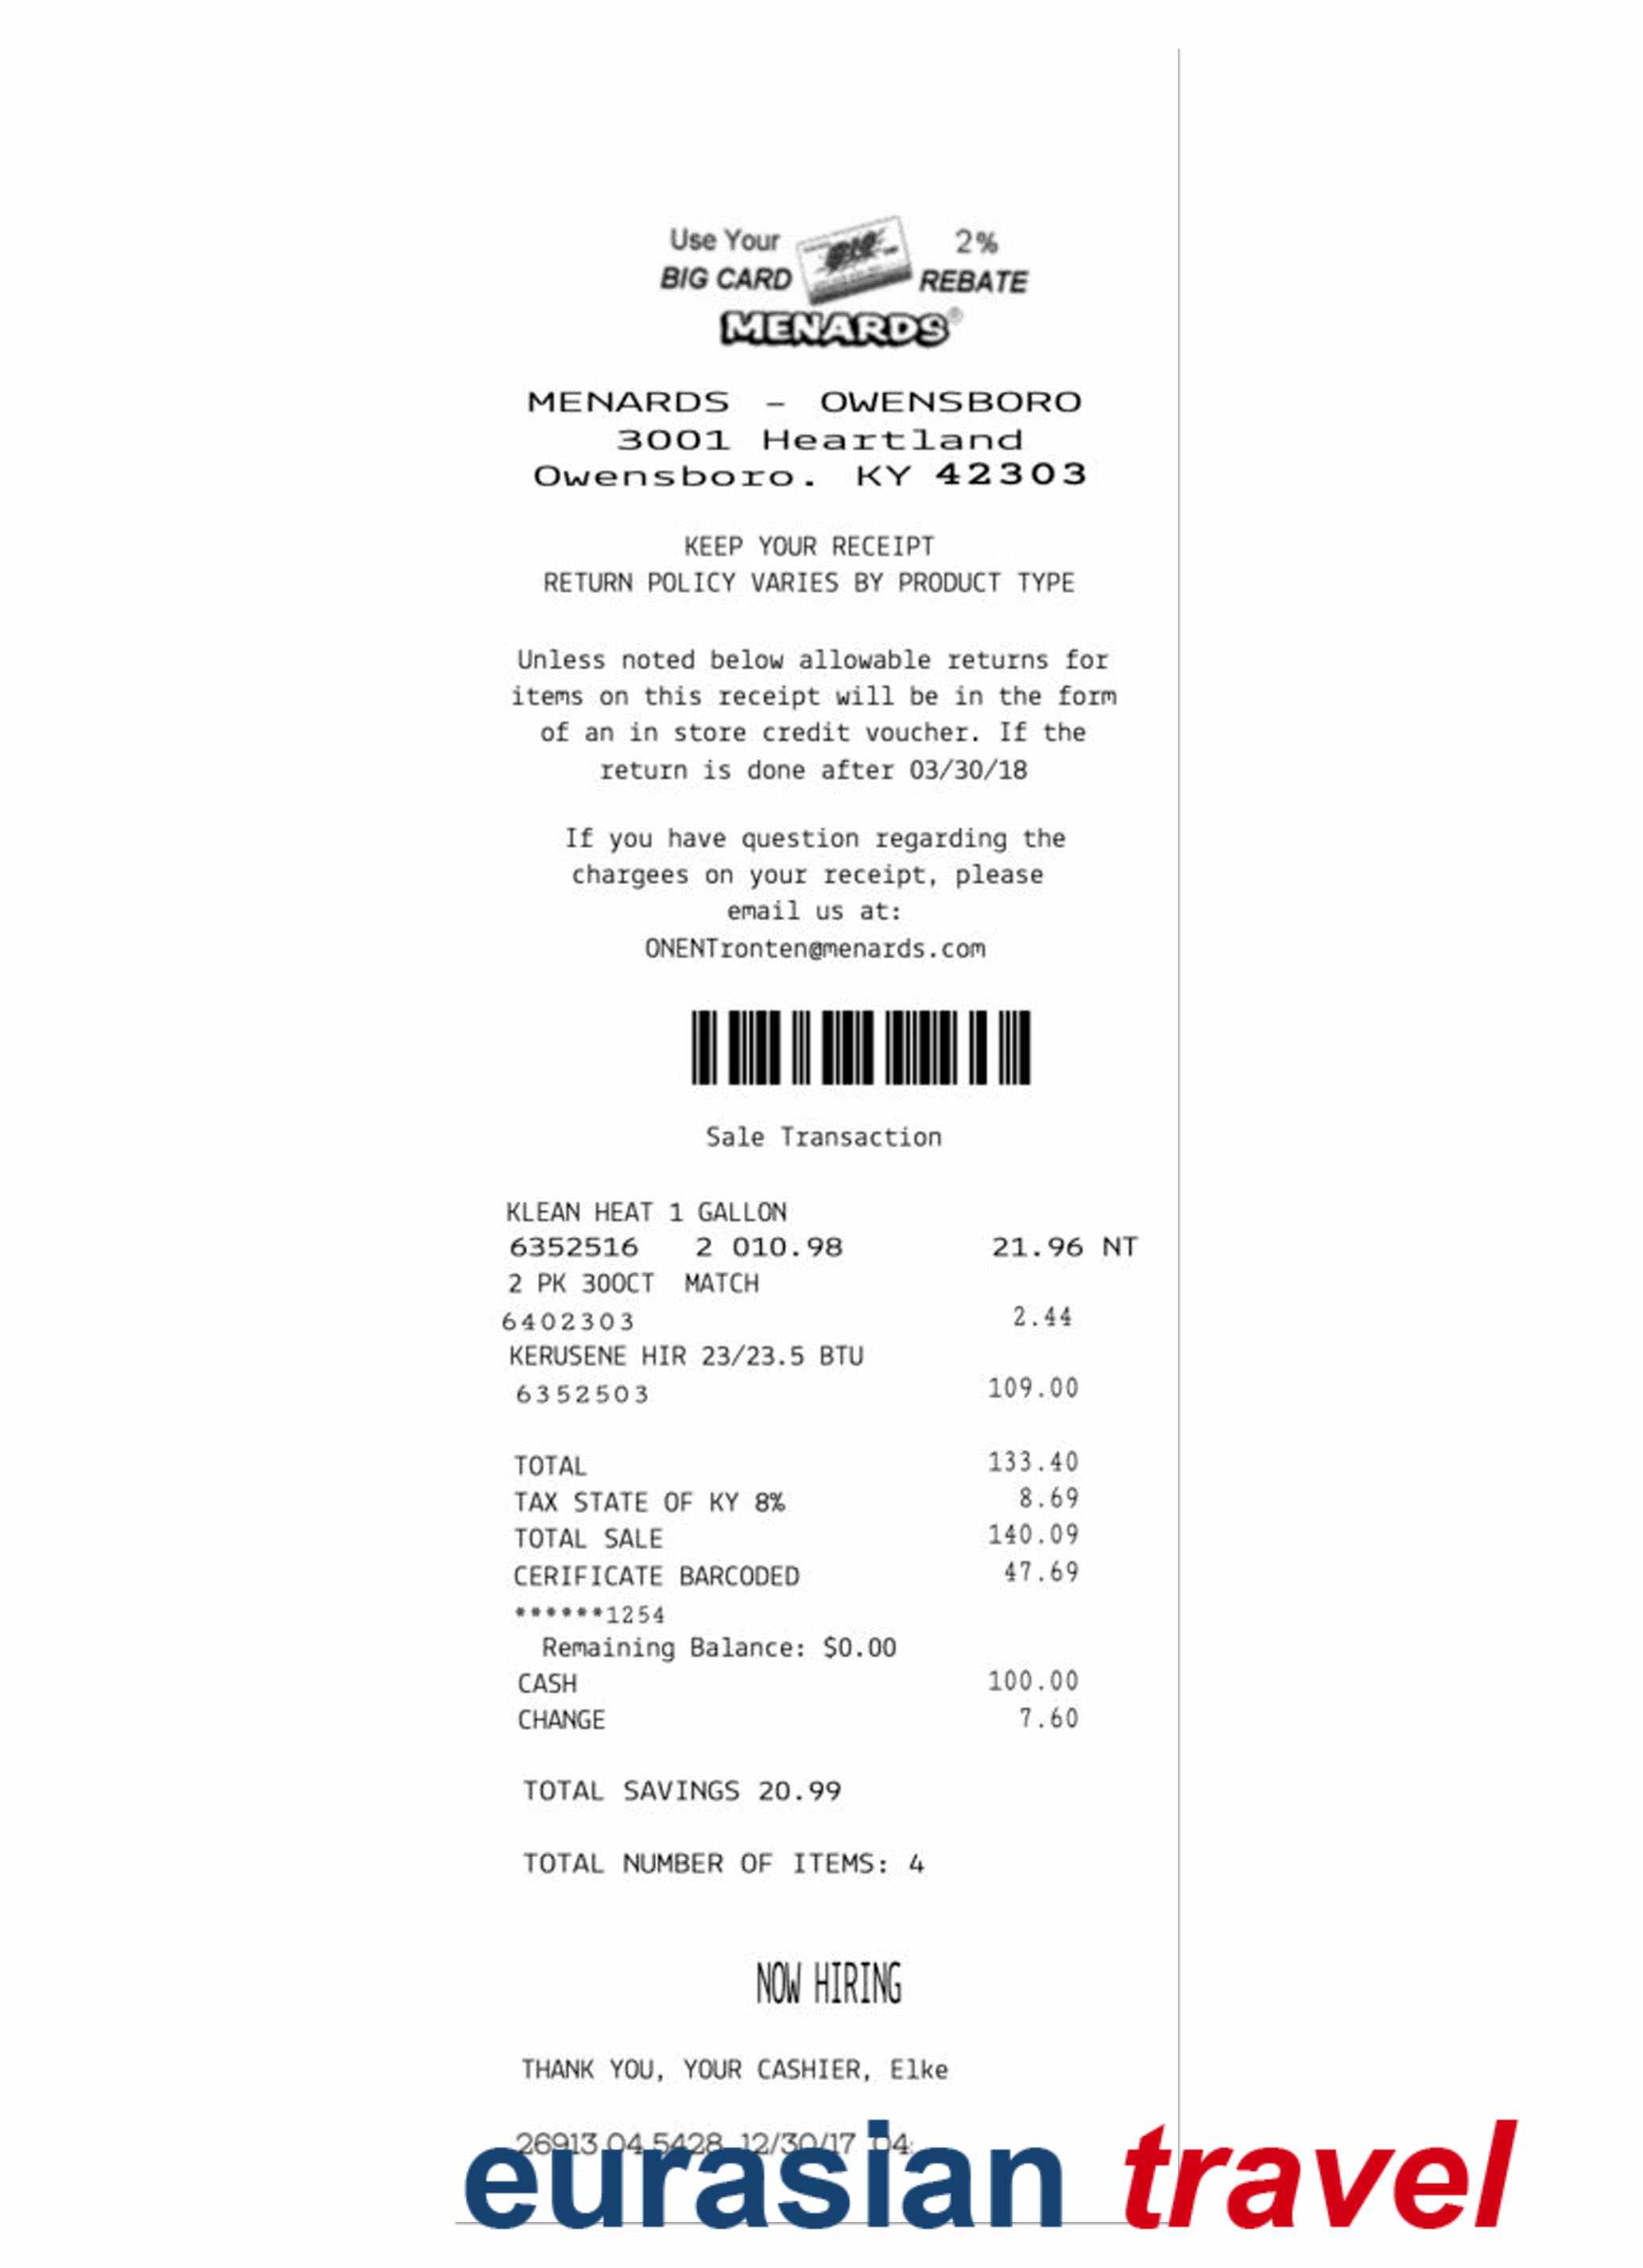 Use Your
BIG CARD
2%
REBATE
MENARDS®
MENARDS - OWENSBORO
3001 Heartland
Owensboro. KY 42303
KEEP YOUR RECEIPT
RETURN POLICY VARIES BY PRODUCT TYPE
Unless noted below allowable returns for
items on this receipt will be in the form
of an in store credit voucher. If the
return is done after 03/30/18
If you have question regarding the
chargees on your receipt, please
email us at:
ONENTronten@menards.com
Sale Transaction
KLEAN HEAT 1 GALLON
6352516 2 010.98 21.96 NT
2 PK 300CT MATCH
6402303 2.44
KERUSENE HIR 23/23.5 BTU
6352503 109.00
TOTAL 133.40
TAX STATE OF KY 8% 8.69
TOTAL SALE 140.09
CERIFICATE BARCODED 47.69
******1254
Remaining Balance: $0.00
CASH 100.00
CHANGE 7.60
TOTAL SAVINGS 20.99
TOTAL NUMBER OF ITEMS: 4
NOW HIRING
THANK YOU, YOUR CASHIER, Elke
26913 04 5428 12/30/17 04:
eurasian travel